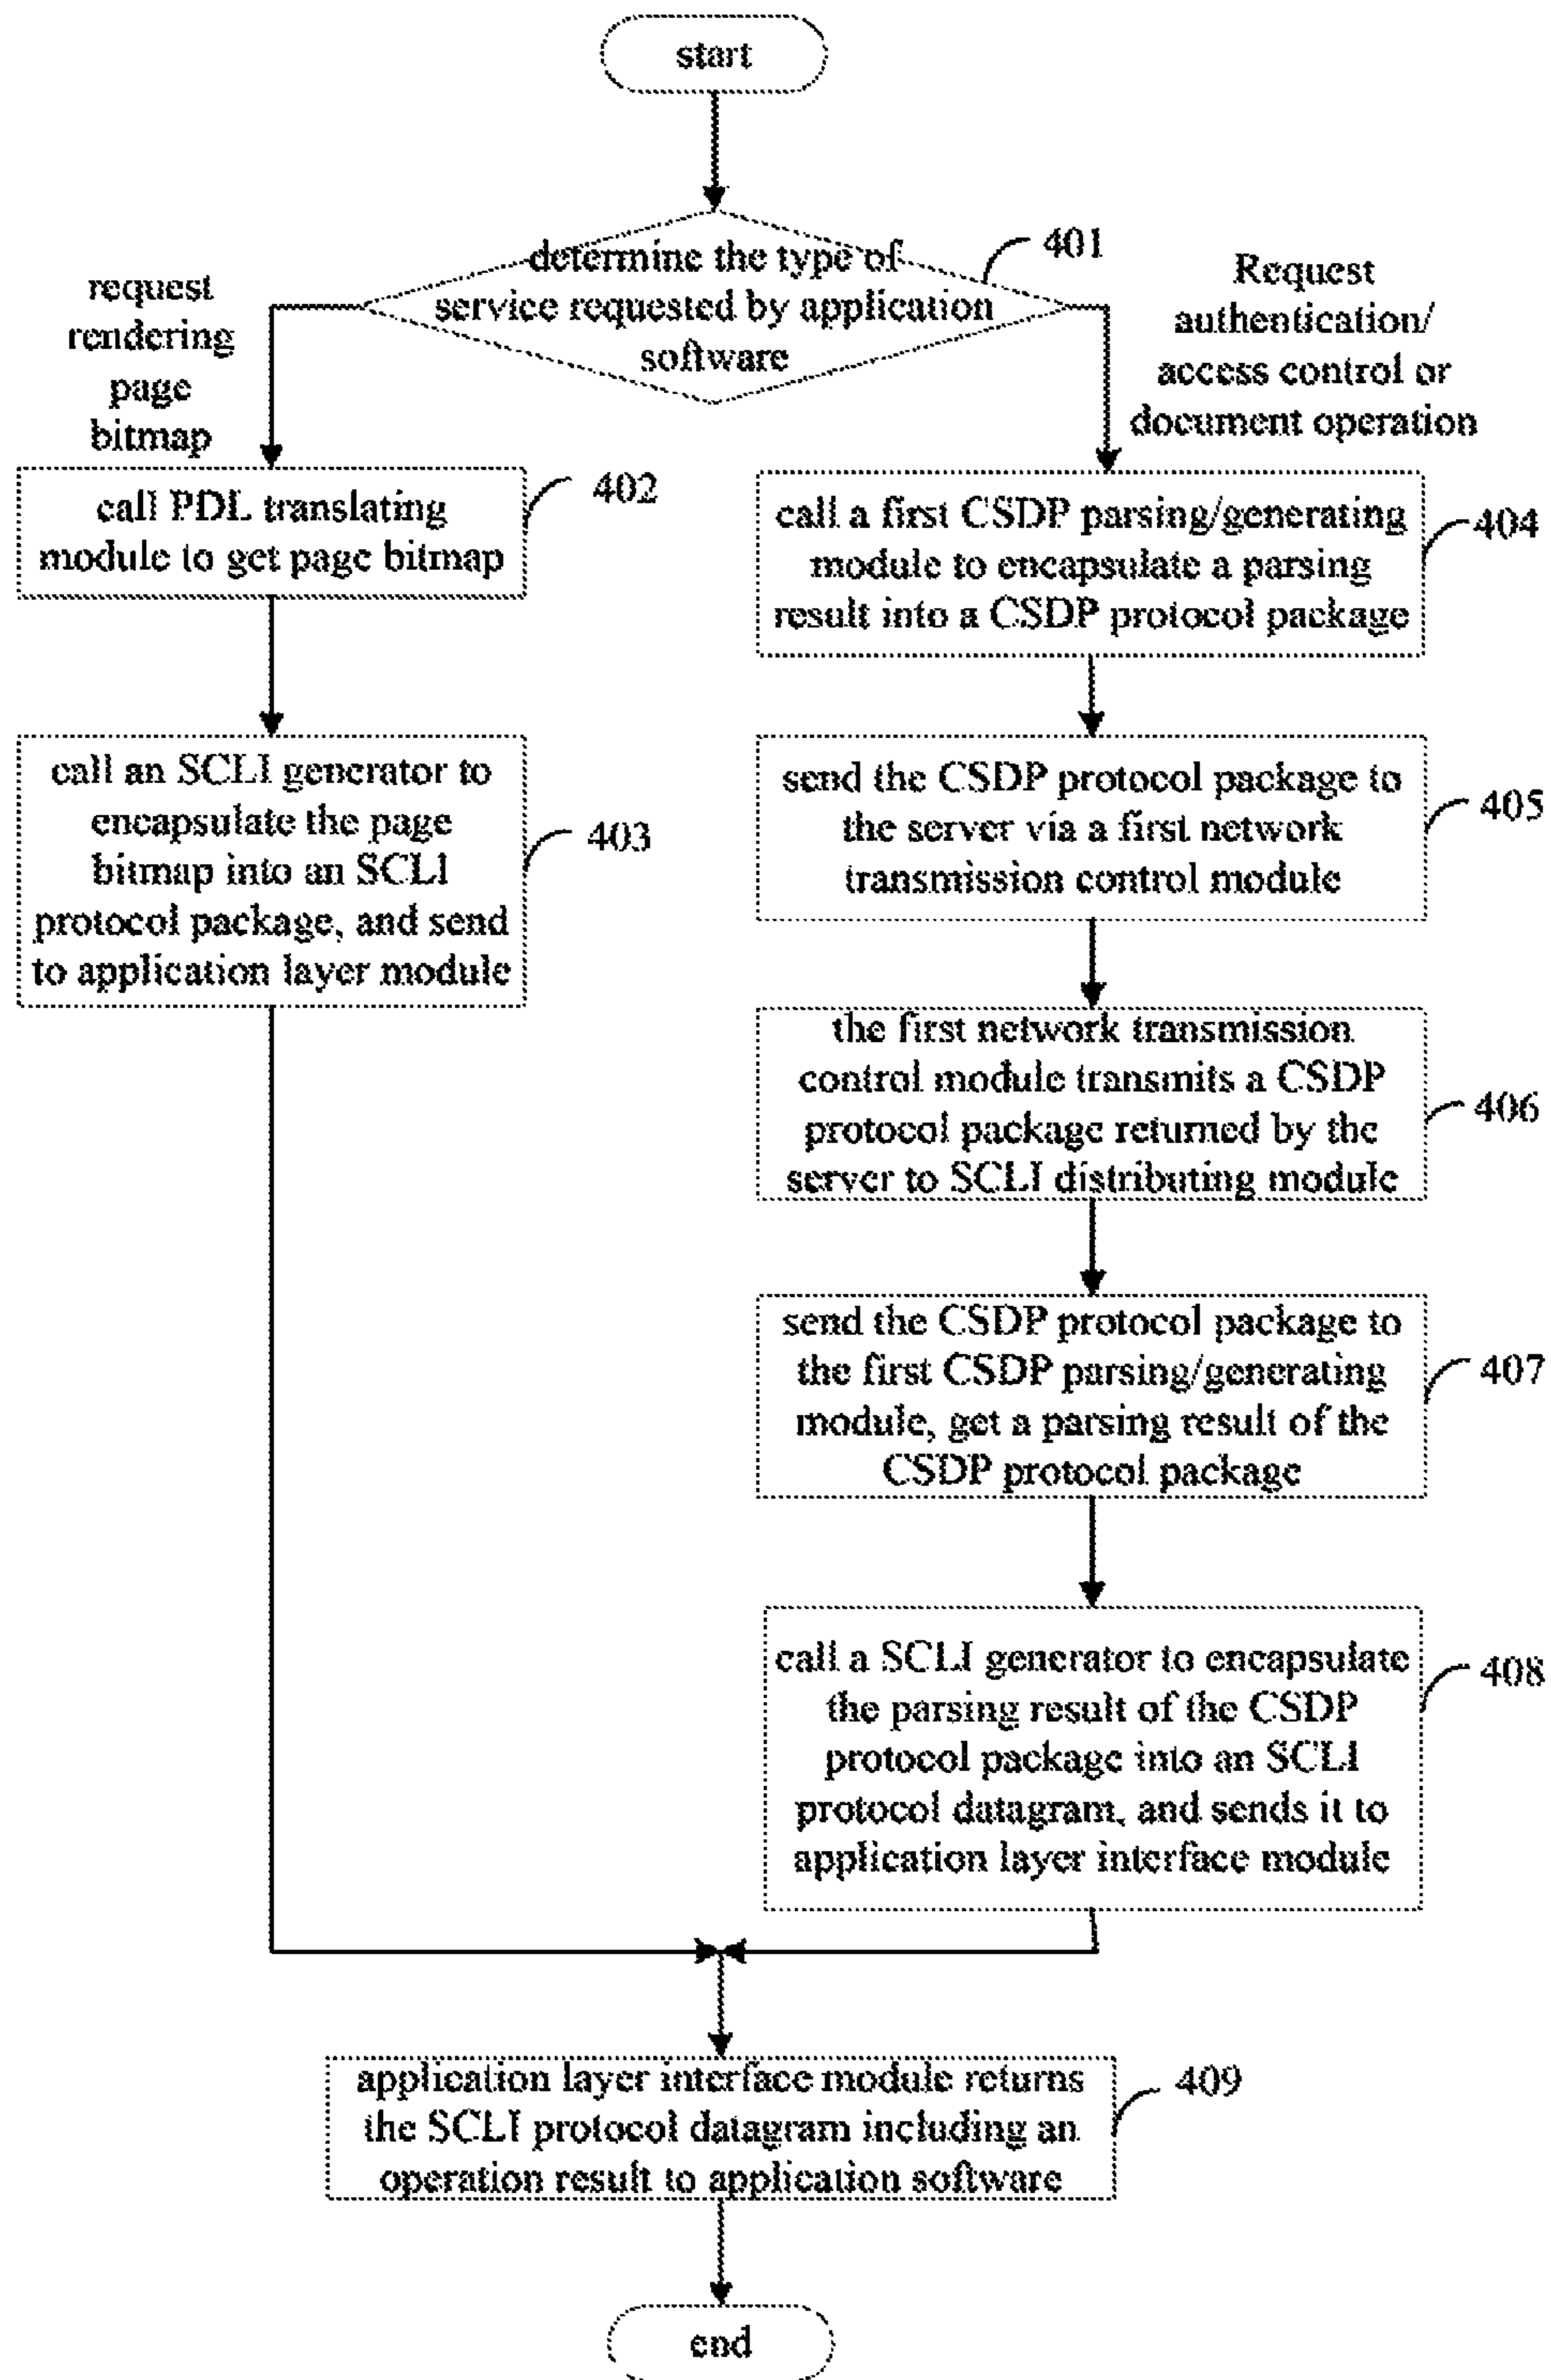 start
determine the type of
service requested by application
software
401
request
rendering
page
bitmap
Request
authentication/
access control or
document operation
call PDL translating
module to get page bitmap
402
call a first CSDP parsing/generating
module to encapsulate a parsing
result into a CSDP protocol package
404
call an SCLI generator to
encapsulate the page
bitmap into an SCLI
protocol package, and send
to application layer module
403
send the CSDP protocol package to
the server via a first network
transmission control module
405
the first network transmission
control module transmits a CSDP
protocol package returned by the
server to SCLI distributing module
406
send the CSDP protocol package to
the first CSDP parsing/generating
module, get a parsing result of the
CSDP protocol package
407
call a SCLI generator to encapsulate
the parsing result of the CSDP
protocol package into an SCLI
protocol datagram, and sends it to
application layer interface module
408
application layer interface module returns
the SCLI protocol datagram including an
operation result to application software
409
end